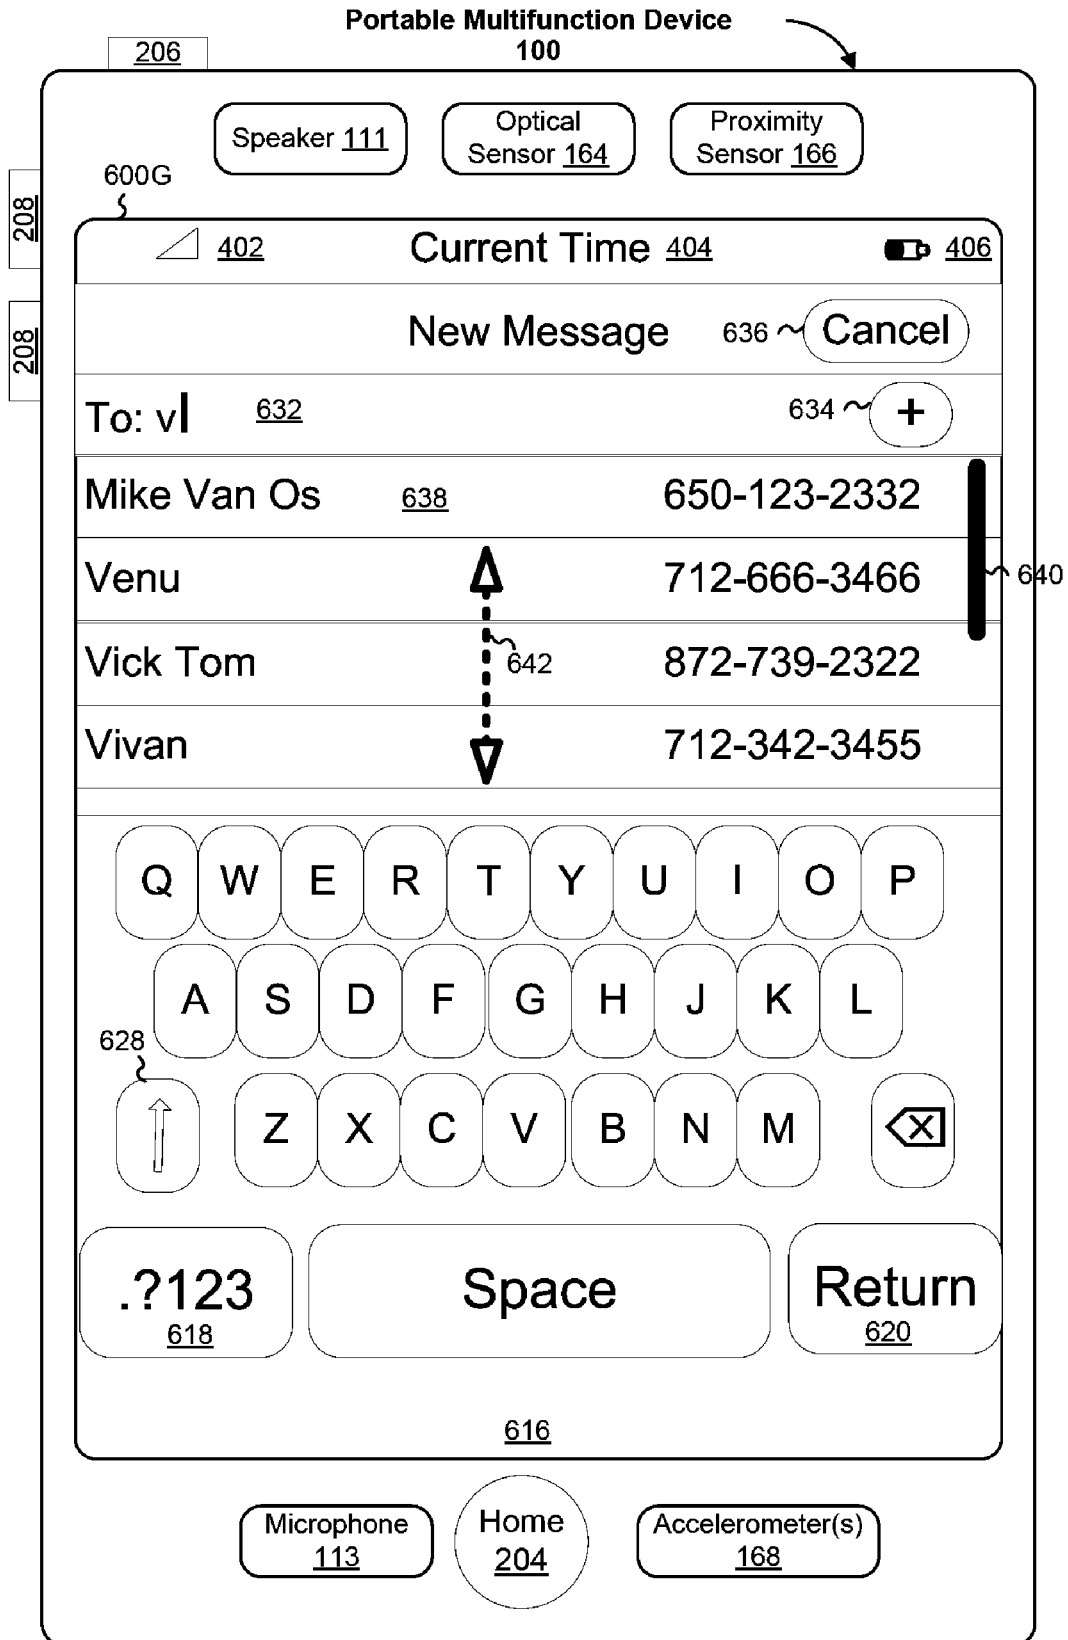 Portable Multifunction Device
100
206
Speaker 111
Optical
Sensor 164
Proximity
Sensor 166
600G
208
208
402
Current Time 404
406
New Message
636
Cancel
To: v
632
634
+
Mike Van Os
638
650-123-2332
640
Venu
712-666-3466
642
Vick Tom
872-739-2322
Vivan
712-342-3455
Q W E R T Y U I O P
A S D F G H J K L
628
Z X C V B N M
X
.?123
618
Space
Return
620
616
Microphone
113
Home
204
Accelerometer(s)
168